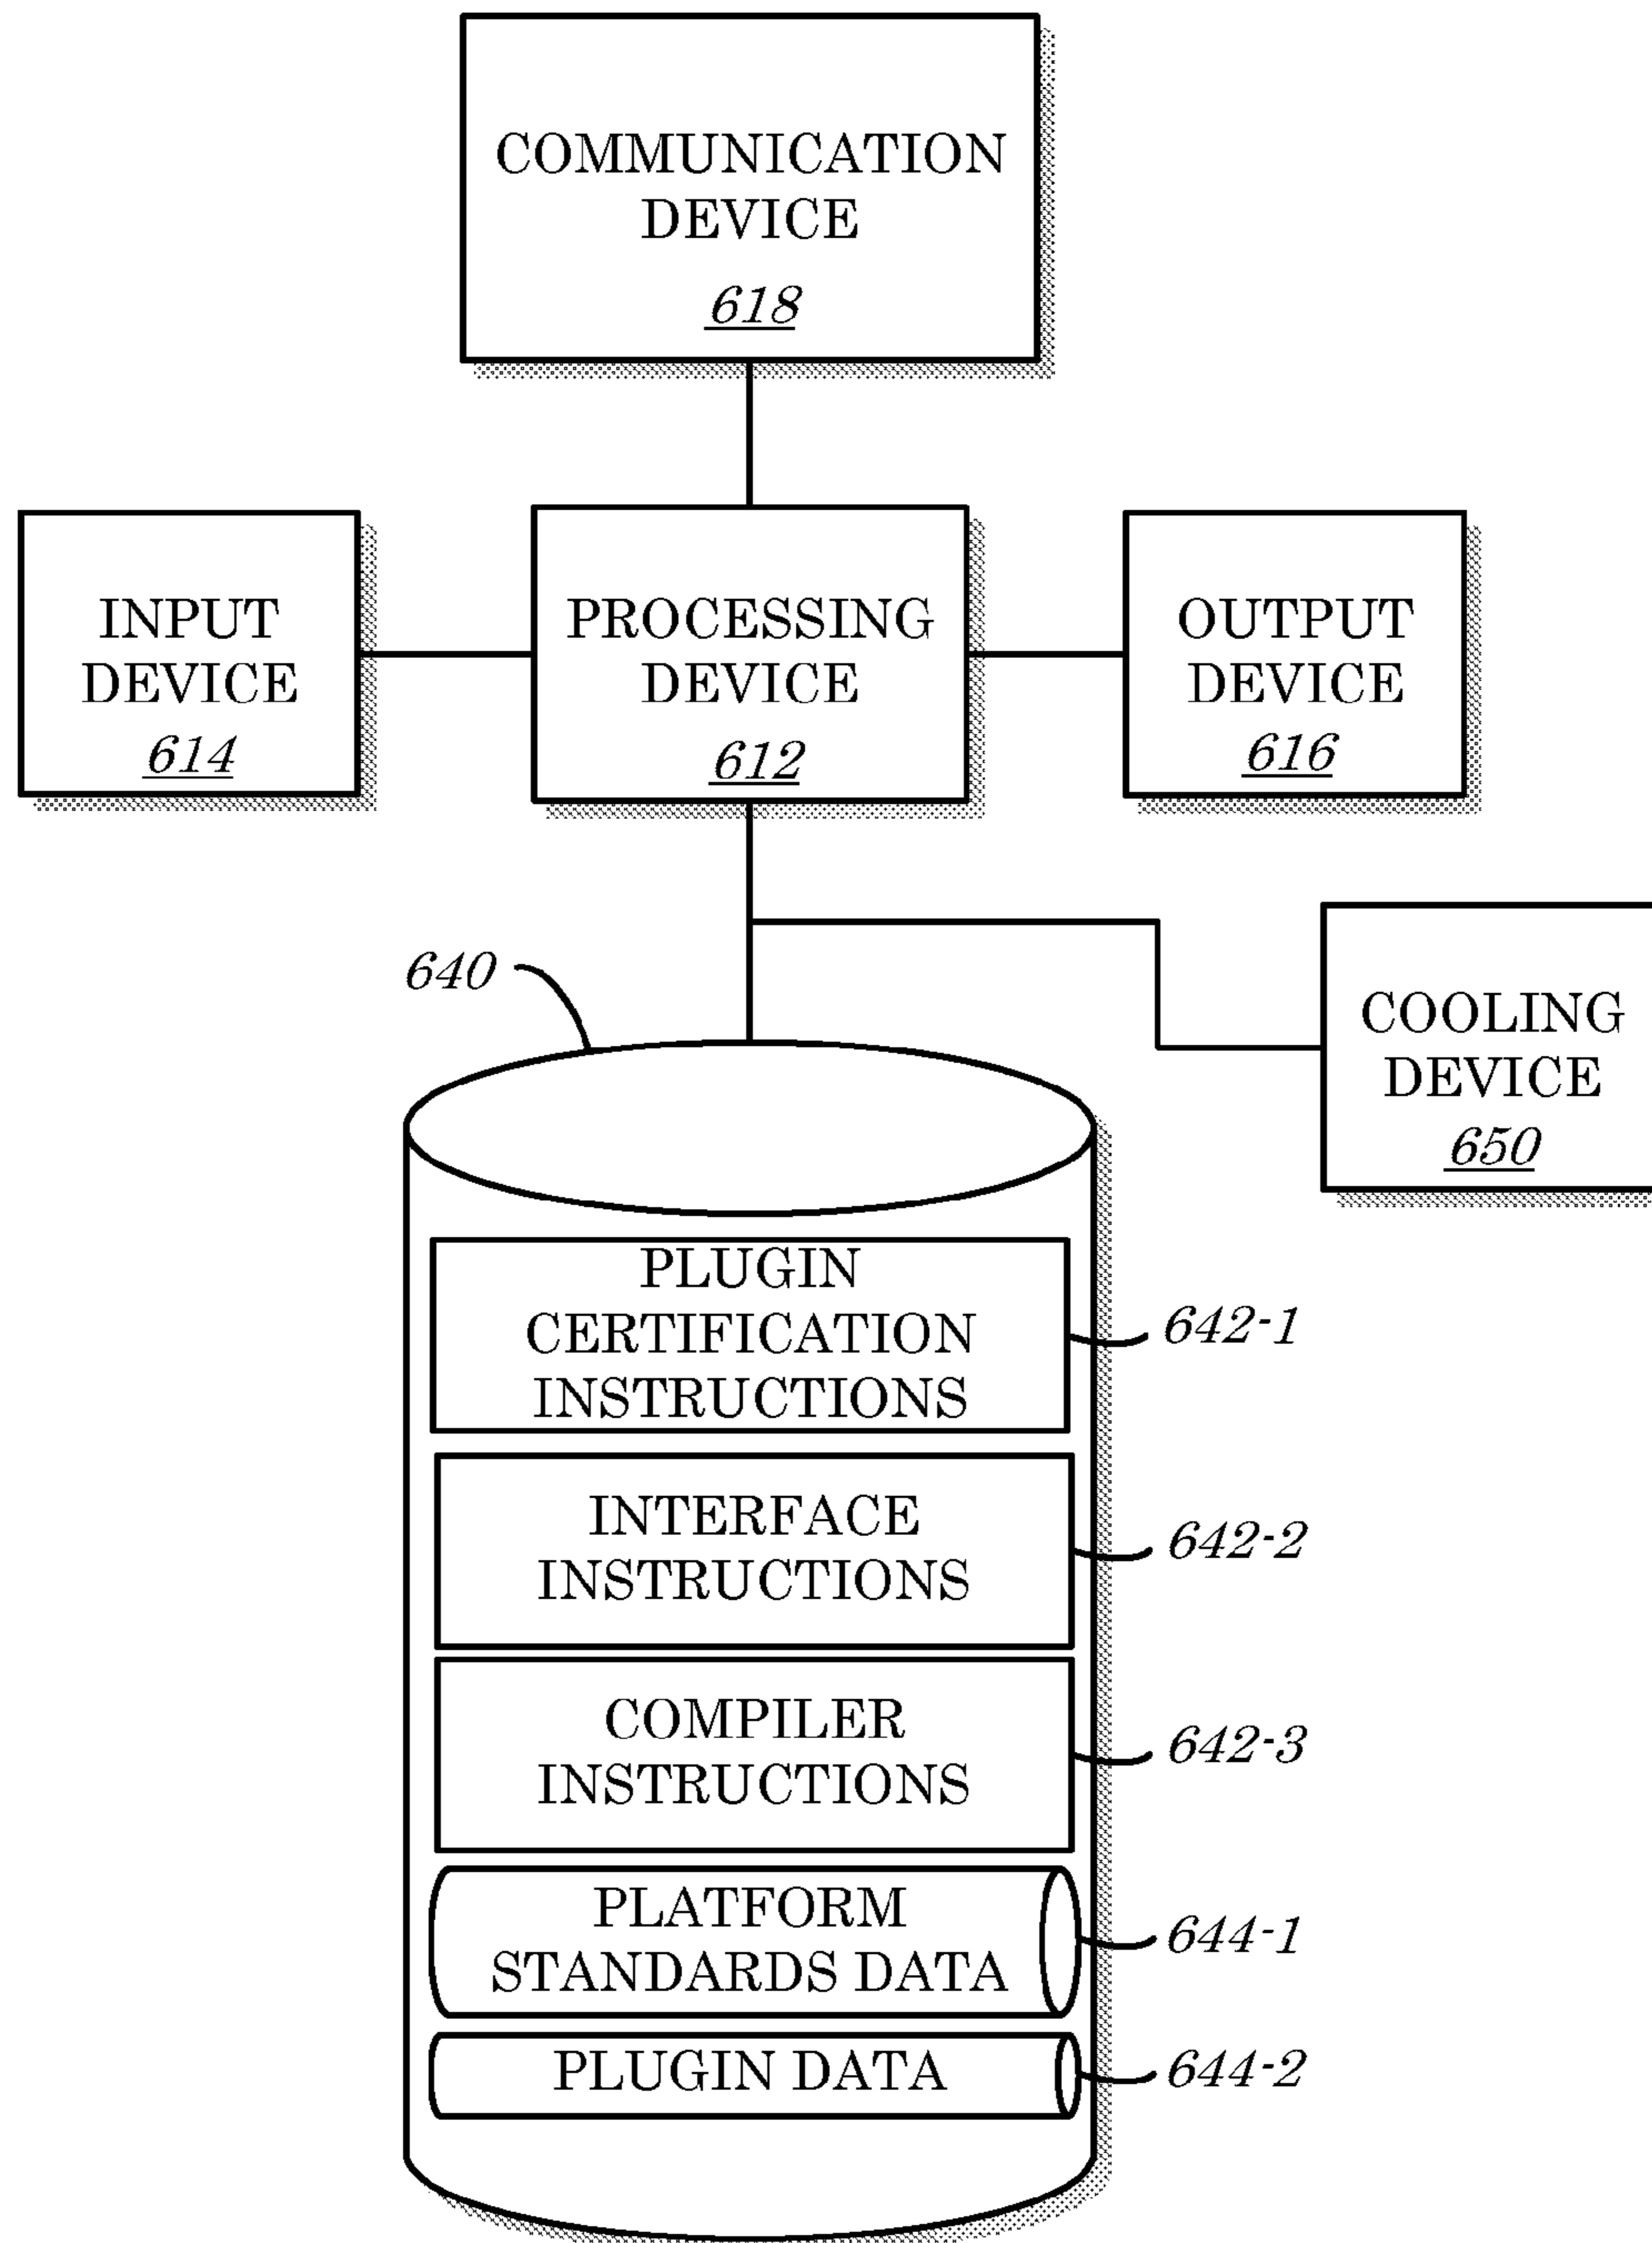 COMMUNICATION
DEVICE
618
INPUT
DEVICE
614
PROCESSING
DEVICE
612
OUTPUT
DEVICE
616
640
COOLING
DEVICE
650
PLUGIN
CERTIFICATION
INSTRUCTIONS
642-1
INTERFACE
INSTRUCTIONS
642-2
COMPILER
INSTRUCTIONS
642-3
PLATFORM
STANDARDS DATA
644-1
PLUGIN DATA
644-2